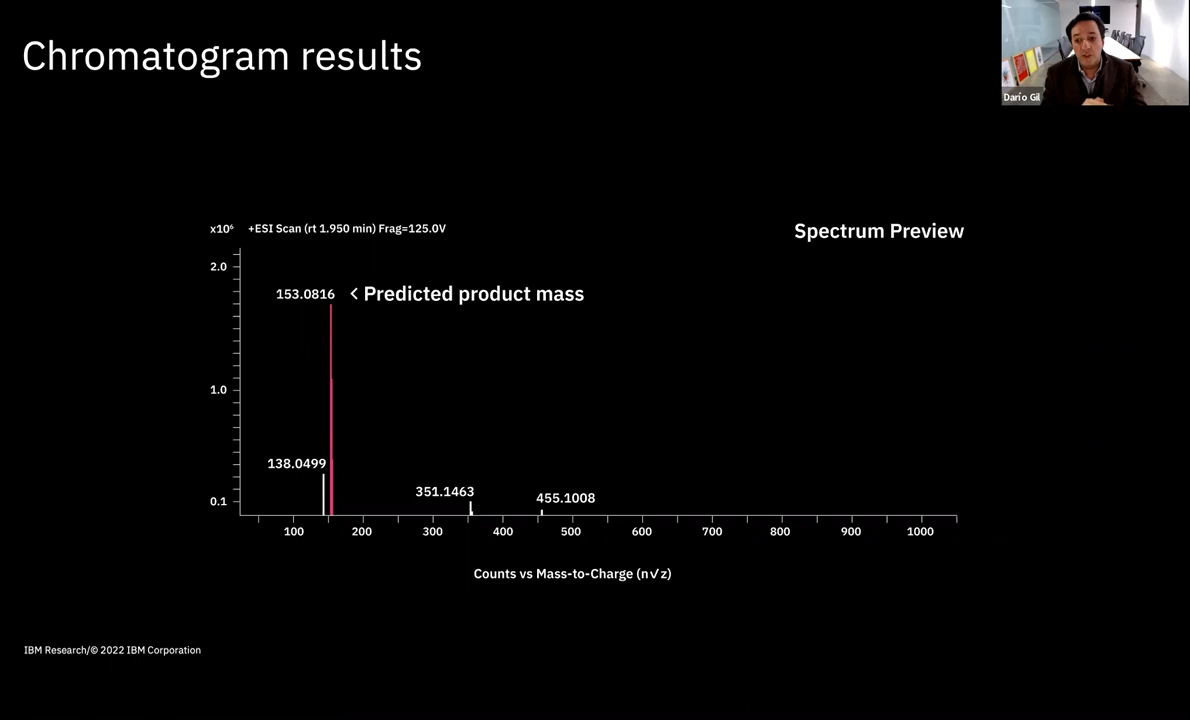 Chromatogram results
Darío Gil
x10⁶ +ESI Scan (rt 1.950 min) Frag=125.0V
Spectrum Preview
2.0
153.0816 < Predicted product mass
1.0
138.0499
351.1463
455.1008
0.1
100 200 300 400 500 600 700 800 900 1000
Counts vs Mass-to-Charge (n√z)
IBM Research/© 2022 IBM Corporation